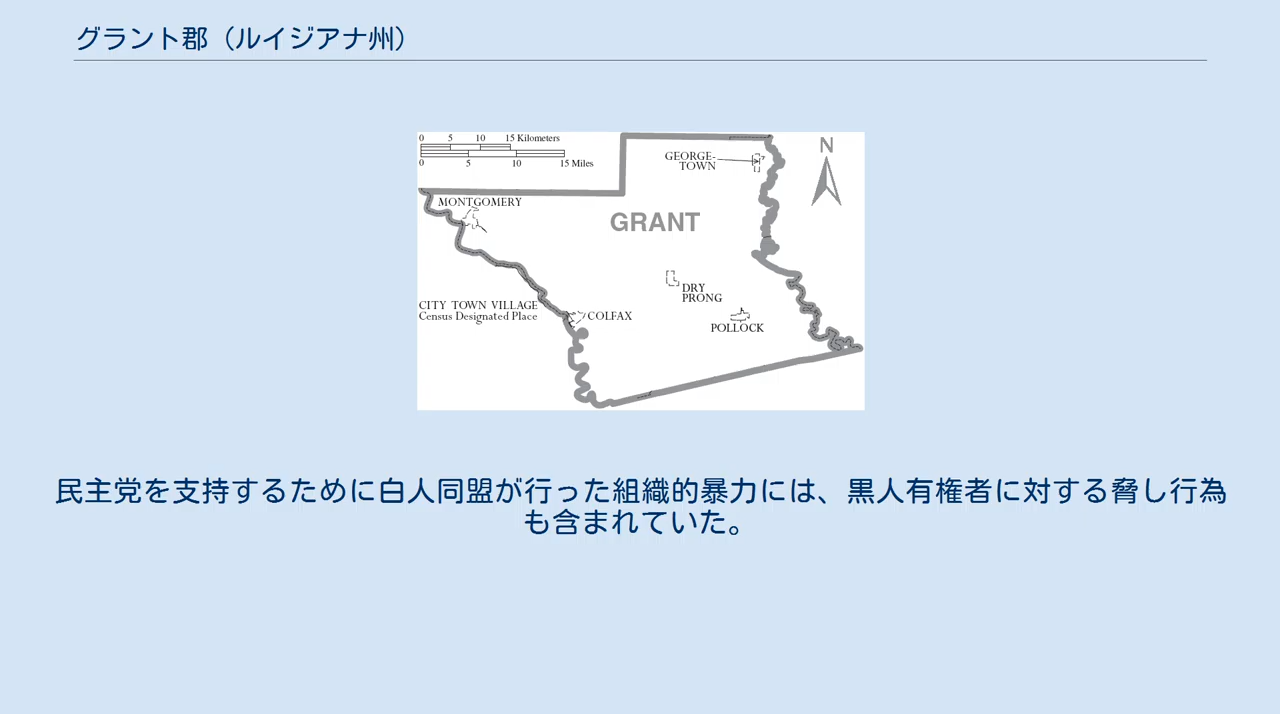 グラント郡（ルイジアナ州）
0 5 10 15 Kilometers
0 5 10 15 Miles
N
GEORGE-
TOWN
MONTGOMERY
GRANT
DRY
PRONG
CITY TOWN VILLAGE
Census Designated Place
COLFAX
POLLOCK
民主党を支持するために白人同盟が行った組織的暴力には、黒人有権者に対する脅し行為
も含まれていた。